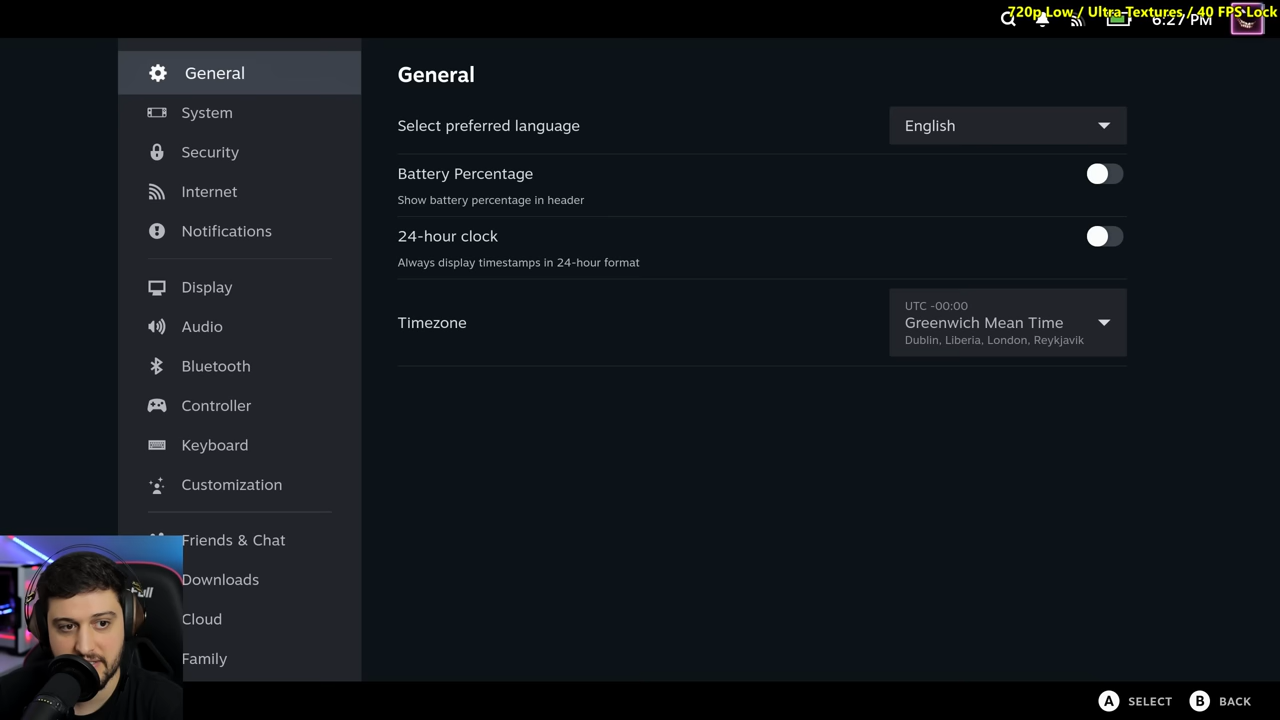 720p Low / Ultra Textures / 40 FPS Lock
6:27 PM
General
System
Security
Internet
Notifications
Display
Audio
Bluetooth
Controller
Keyboard
Customization
Friends & Chat
Downloads
Cloud
Family
General
Select preferred language
English
Battery Percentage
Show battery percentage in header
24-hour clock
Always display timestamps in 24-hour format
Timezone
UTC -00:00
Greenwich Mean Time
Dublin, Liberia, London, Reykjavik
A SELECT
B BACK